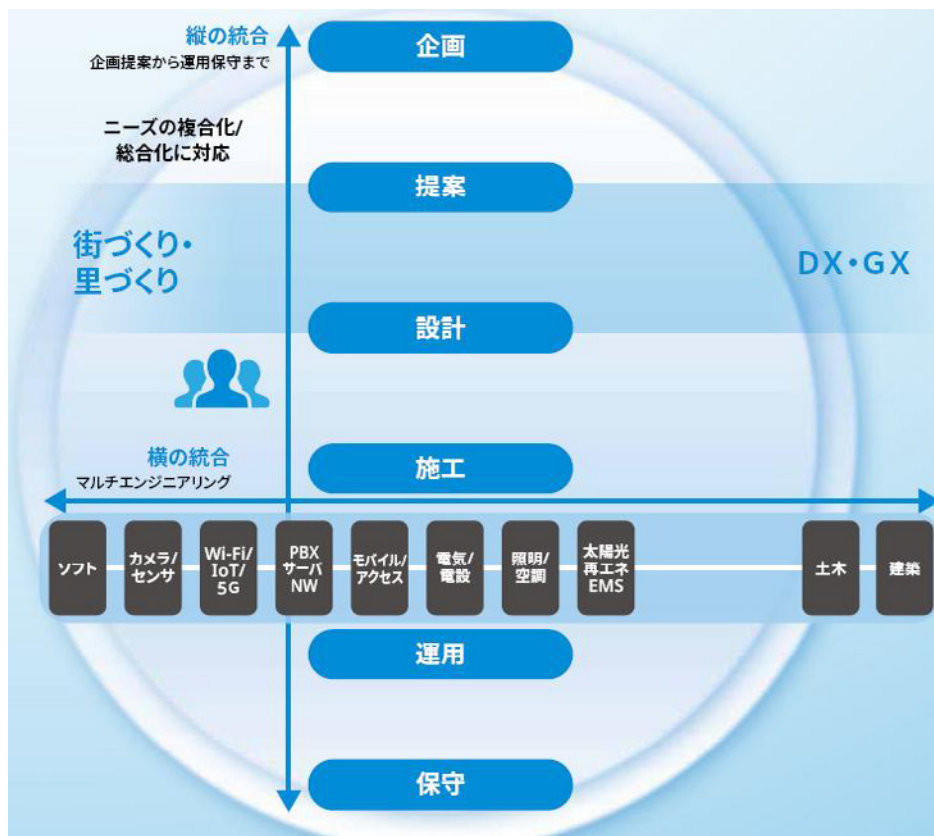 縦の統合
企画提案から運用保守まで
企画
ニーズの複合化/
総合化に対応
提案
街づくり・
里づくり
DX・GX
設計
横の統合
マルチエンジニアリング
施工
ソフト
カメラ/
センサ
Wi-Fi/
IoT/
5G
PBX
サーバ
NW
モバイル/
アクセス
電気/
電設
照明/
空調
太陽光
再エネ
EMS
土木
建築
運用
保守